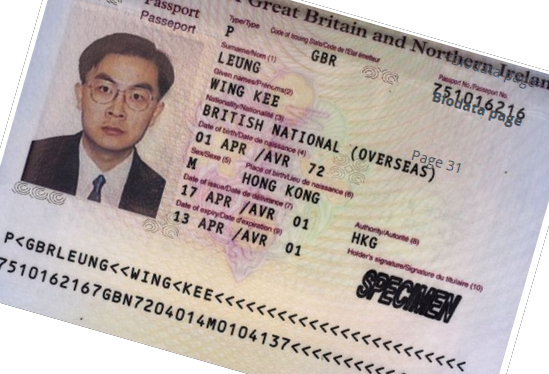 Passport
Passeport
Great Britain and Northern Irelan
Type/Type
P
Code of Issuing State/Code de l'Etat émetteur
GBR
Passport No./Passeport No.
751016216
Biodata page
Surname/Nom (1)
LEUNG
Given names/Prénoms(2)
WING KEE
Nationality/Nationalité (3)
BRITISH NATIONAL (OVERSEAS)
Page 31
Date of birth/Date de naissance (4)
01 APR /AVR 72
Sex/Sexe (5)
Place of birth/Lieu de naissance (6)
M
HONG KONG
Date of issue/Date de délivrance (7)
17 APR /AVR 01
Authority/Autorité (8)
Date of expiry/Date d'expiration (9)
13 APR /AVR 01
HKG
Holder's signature/Signature du titulaire (10)
SPECIMEN
P<GBRLEUNG<<WING<KEE<<<<<<<<<<<<<<<<<<<<<<<<
7510162167GBN7204014M0104137<<<<<<<<<<<<